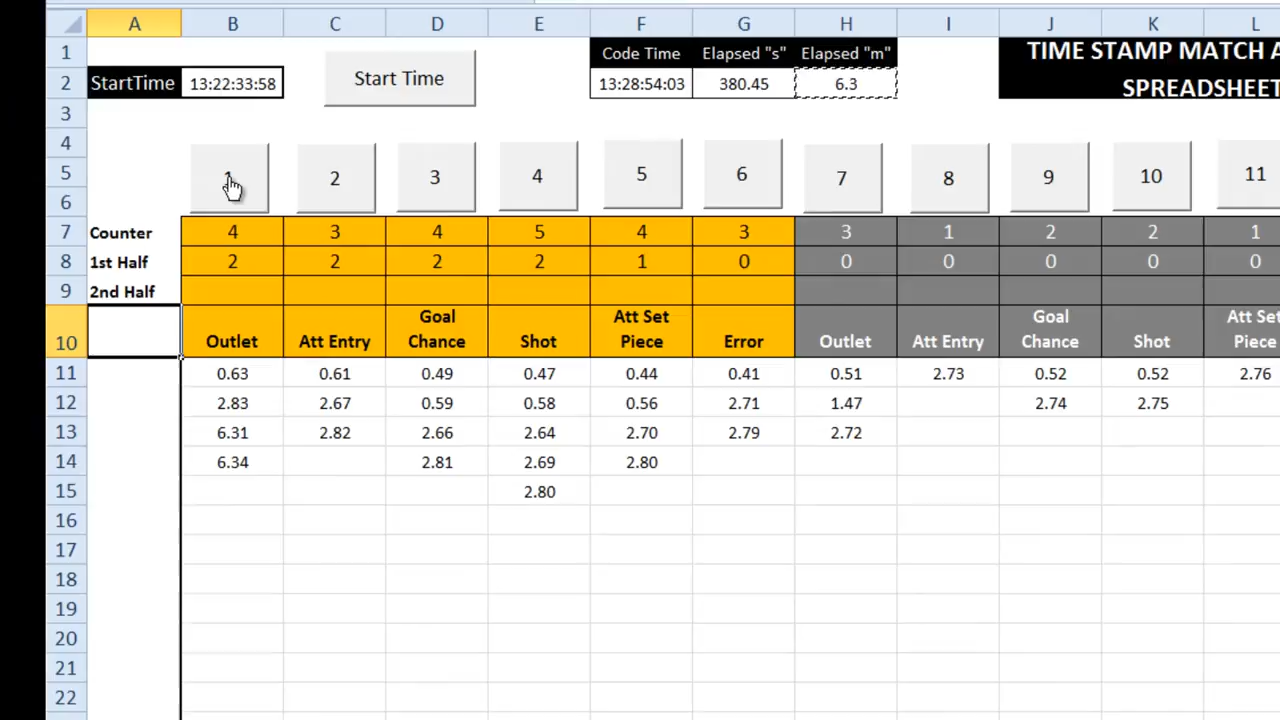 A B C D E F G H I J K L
1 Code Time Elapsed "s" Elapsed "m" TIME STAMP MATCH A
2 StartTime 13:22:33:58 Start Time 13:28:54:03 380.45 6.3 SPREADSHEET
3
4
5 1 2 3 4 5 6 7 8 9 10 11
6
7 Counter 4 3 4 5 4 3 3 1 2 2 1
8 1st Half 2 2 2 2 1 0 0 0 0 0 0
9 2nd Half
10 Outlet Att Entry Goal Chance Shot Att Set Piece Error Outlet Att Entry Goal Chance Shot Att Set Piece
11 0.63 0.61 0.49 0.47 0.44 0.41 0.51 2.73 0.52 0.52 2.76
12 2.83 2.67 0.59 0.58 0.56 2.71 1.47 2.74 2.75
13 6.31 2.82 2.66 2.64 2.70 2.79 2.72
14 6.34 2.81 2.69 2.80
15 2.80
16
17
18
19
20
21
22